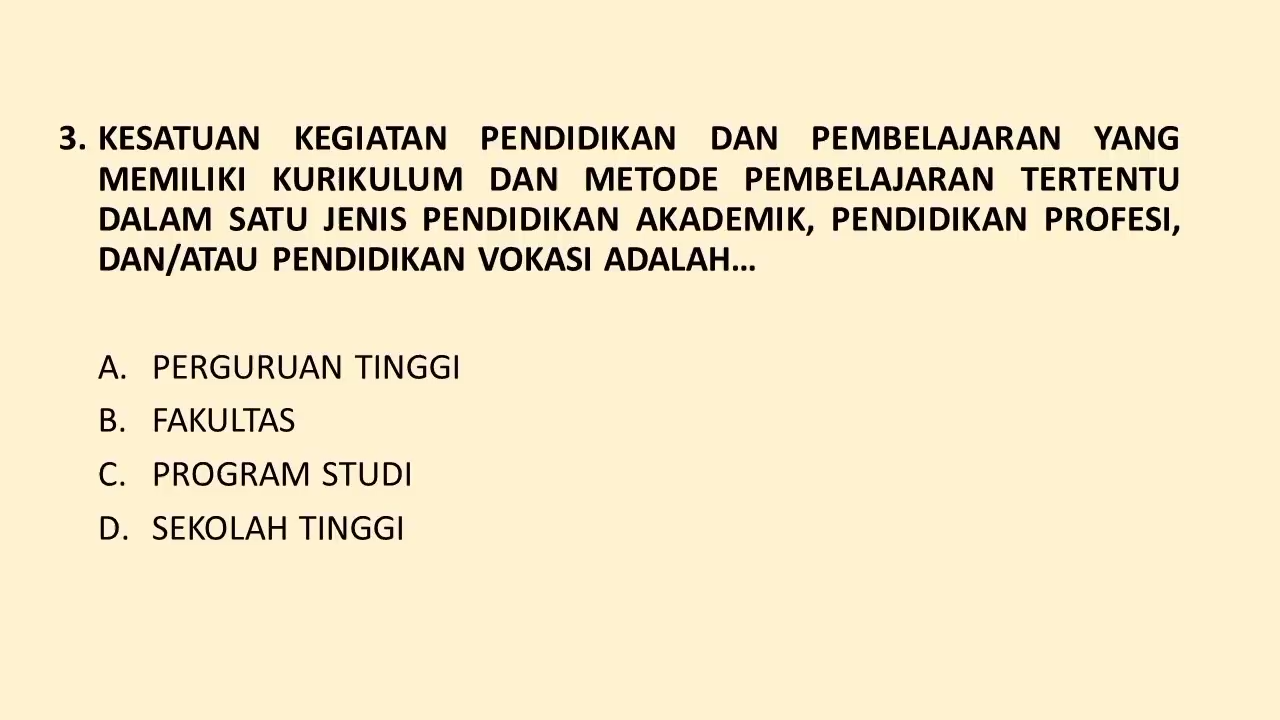 3. KESATUAN KEGIATAN PENDIDIKAN DAN PEMBELAJARAN YANG
MEMILIKI KURIKULUM DAN METODE PEMBELAJARAN TERTENTU
DALAM SATU JENIS PENDIDIKAN AKADEMIK, PENDIDIKAN PROFESI,
DAN/ATAU PENDIDIKAN VOKASI ADALAH...
A. PERGURUAN TINGGI
B. FAKULTAS
C. PROGRAM STUDI
D. SEKOLAH TINGGI